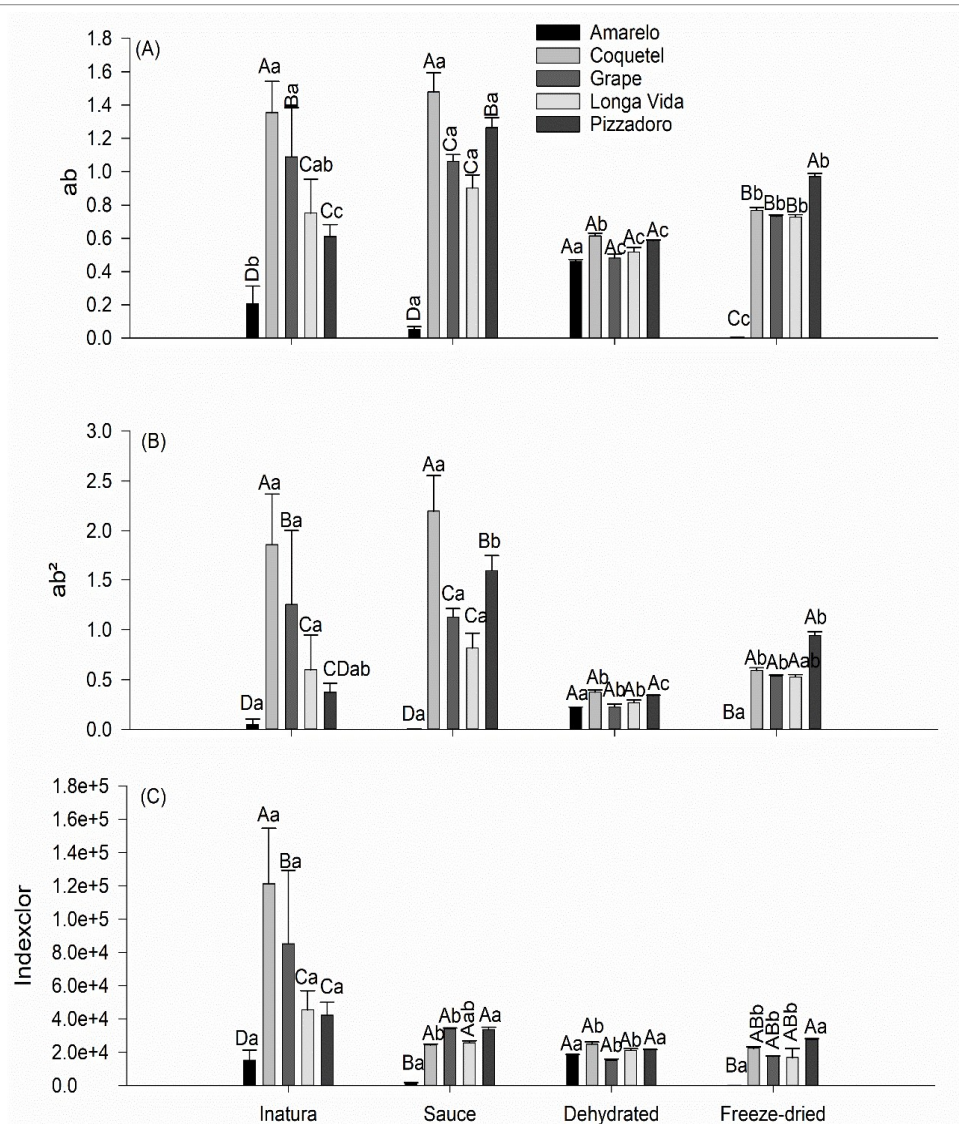 Amarelo
Coquetel
Grape
Longa Vida
Pizzadoro
(A)
ab
1.8
1.6
1.4
1.2
1.0
0.8
0.6
0.4
0.2
0.0
Db Aa Ba Cab Cc
Da Aa Ca Ca Ba
Aa Ab Ac Ac Ac
Cc Bb Bb Bb Ab
(B)
ab²
3.0
2.5
2.0
1.5
1.0
0.5
0.0
Da Aa Ba Ca CDab
Da Aa Ca Ca Bb
Aa Ab Ab Ab Ac
Ba Ab Ab Aab Ab
(C)
Indexclor
1.8e+5
1.6e+5
1.4e+5
1.2e+5
1.0e+5
8.0e+4
6.0e+4
4.0e+4
2.0e+4
0.0
Da Aa Ba Ca Ca
Ba Ab Ab Aab Aa
Aa Ab Ab Ab Aa
Ba ABb ABb ABb Aa
Inatura Sauce Dehydrated Freeze-dried